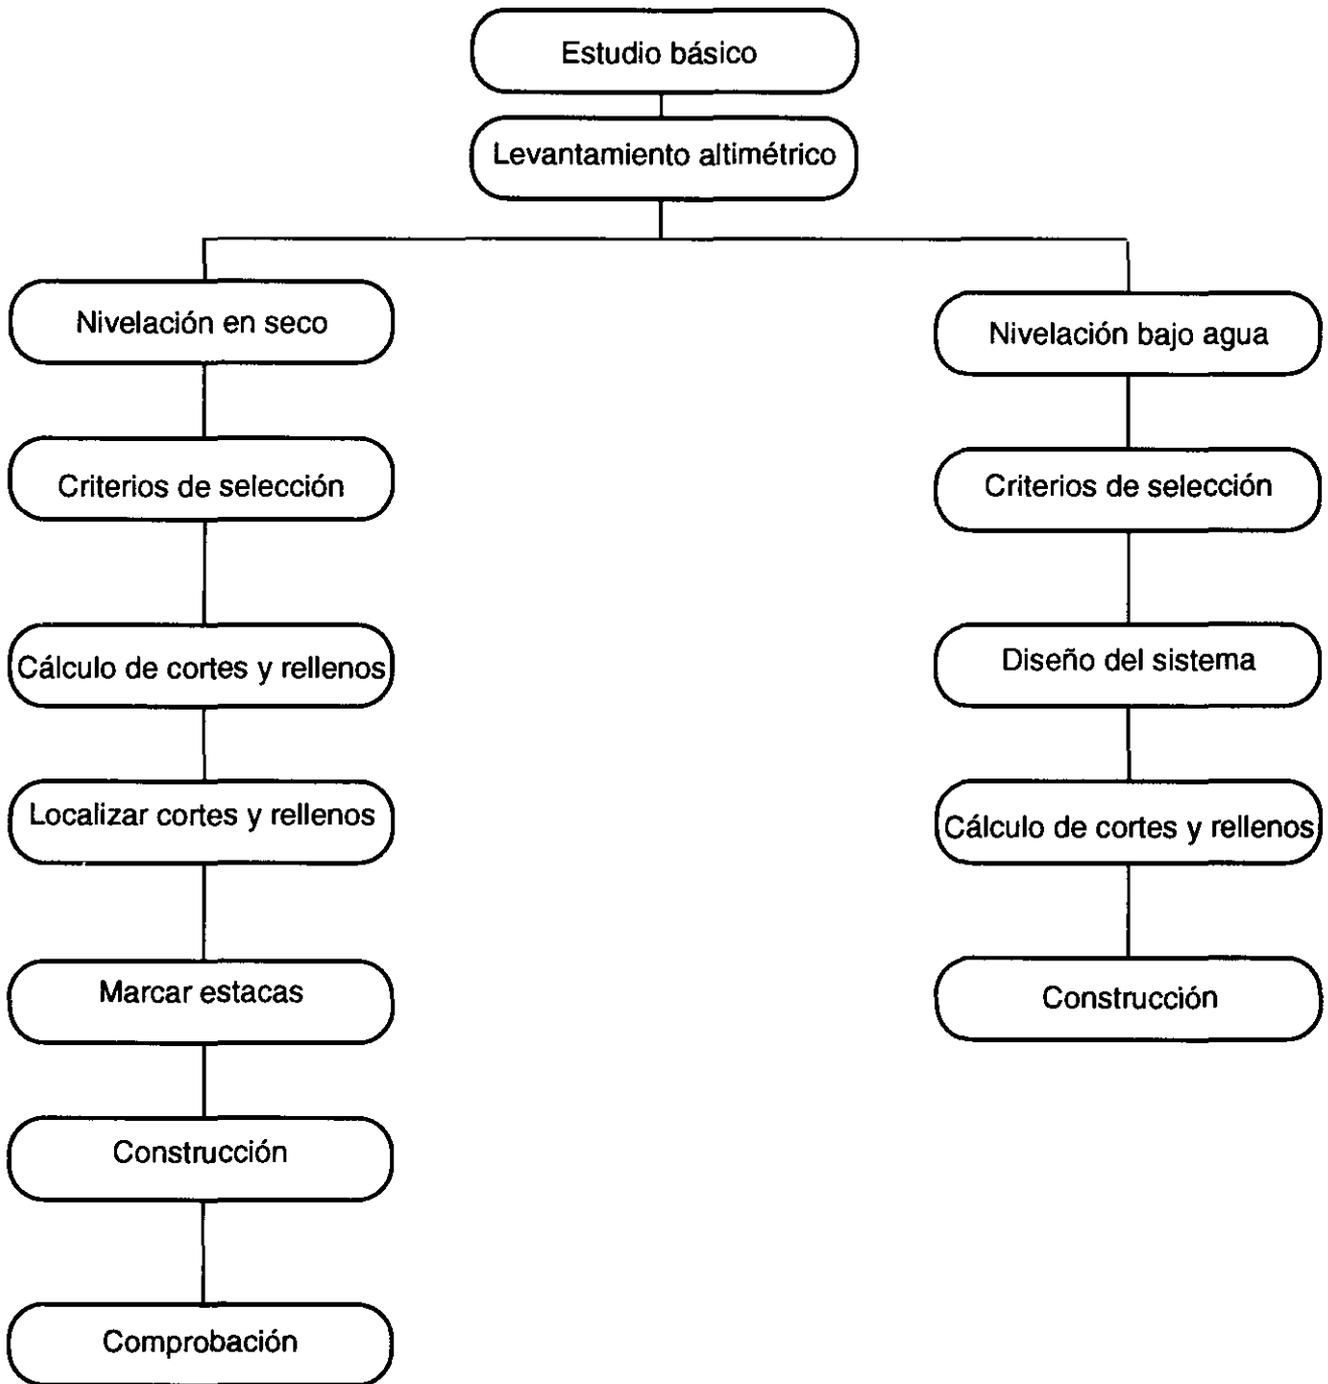 Estudio básico
Levantamiento altimétrico
Nivelación en seco
Criterios de selección
Cálculo de cortes y rellenos
Localizar cortes y rellenos
Marcar estacas
Construcción
Comprobación
Nivelación bajo agua
Criterios de selección
Diseño del sistema
Cálculo de cortes y rellenos
Construcción